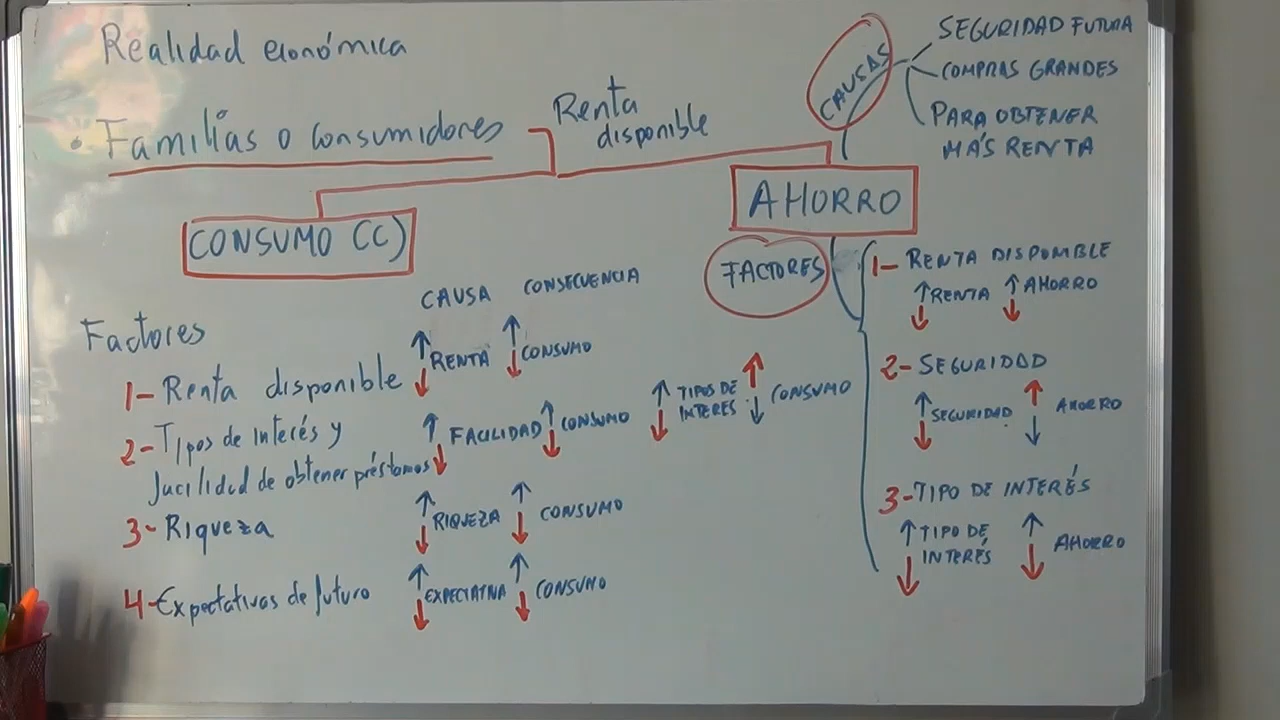 Realidad económica
• Familias o consumidores
Renta
disponible
CAUSAS
SEGURIDAD FUTURA
COMPRAS GRANDES
PARA OBTENER
MÁS RENTA
CONSUMO (C)
AHORRO
FACTORES
CAUSA CONSECUENCIA
Factores
1- Renta disponible ↑↓ RENTA ↑↓ CONSUMO
2- Tipos de interés y
facilidad de obtener préstamos
↑↓ FACILIDAD ↑↓ CONSUMO
↑↓ TIPOS DE
INTERÉS ↑↓ CONSUMO
3- Riqueza ↑↓ RIQUEZA ↑↓ CONSUMO
4- Expectativas de futuro ↑↓ EXPECTATIVA ↑↓ CONSUMO
1- RENTA DISPONIBLE
↑↓ RENTA ↑↓ AHORRO
2- SEGURIDAD
↑↓ SEGURIDAD ↑↓ AHORRO
3- TIPO DE INTERÉS
↑↓ TIPO DE
INTERÉS ↑↓ AHORRO